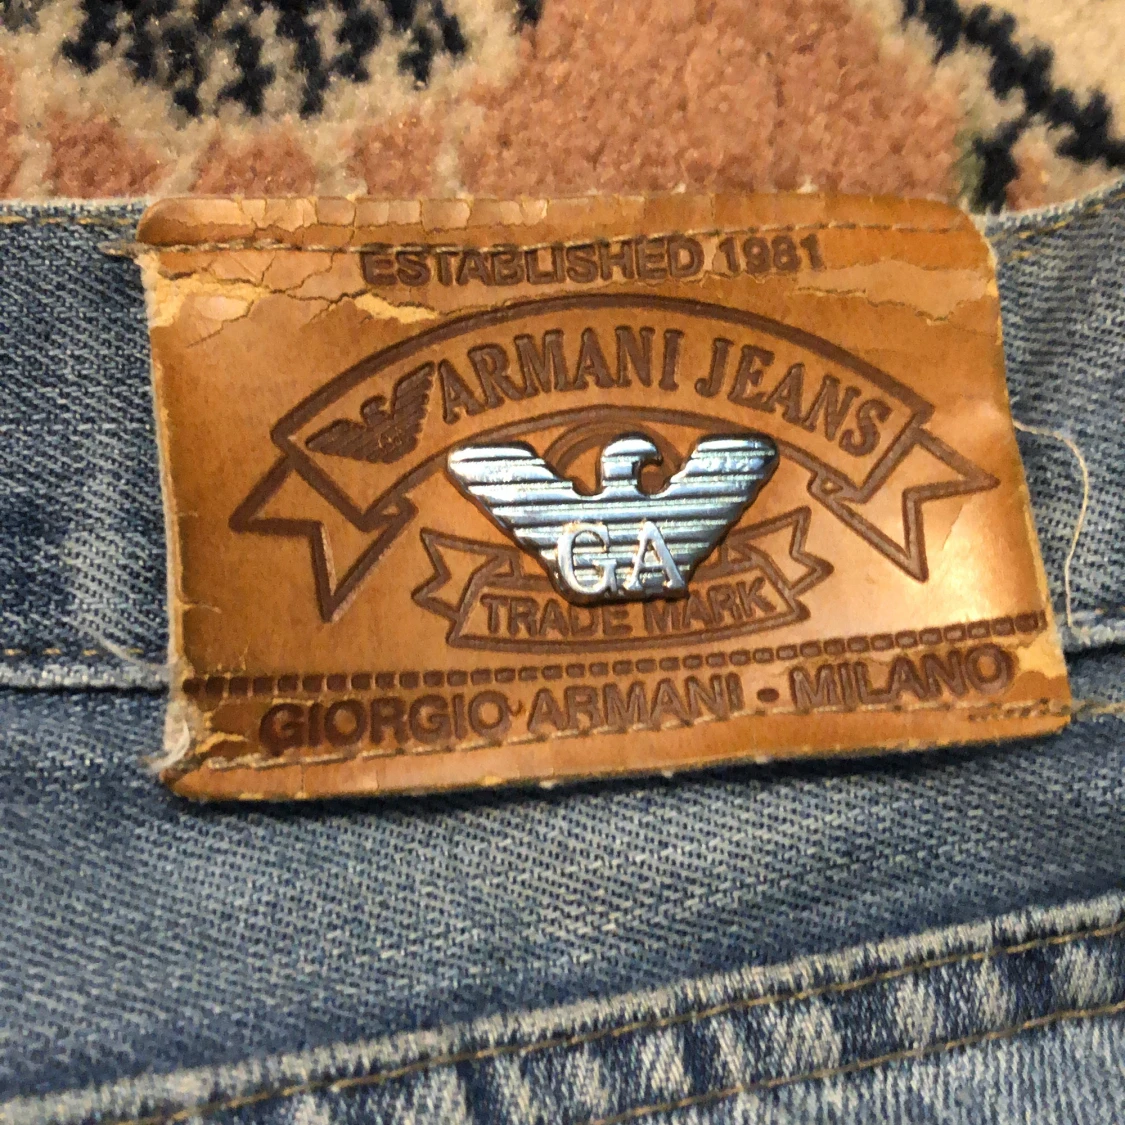 ESTABLISHED 1981
ARMANI JEANS
GA
TRADE MARK
GIORGIO ARMANI - MILANO